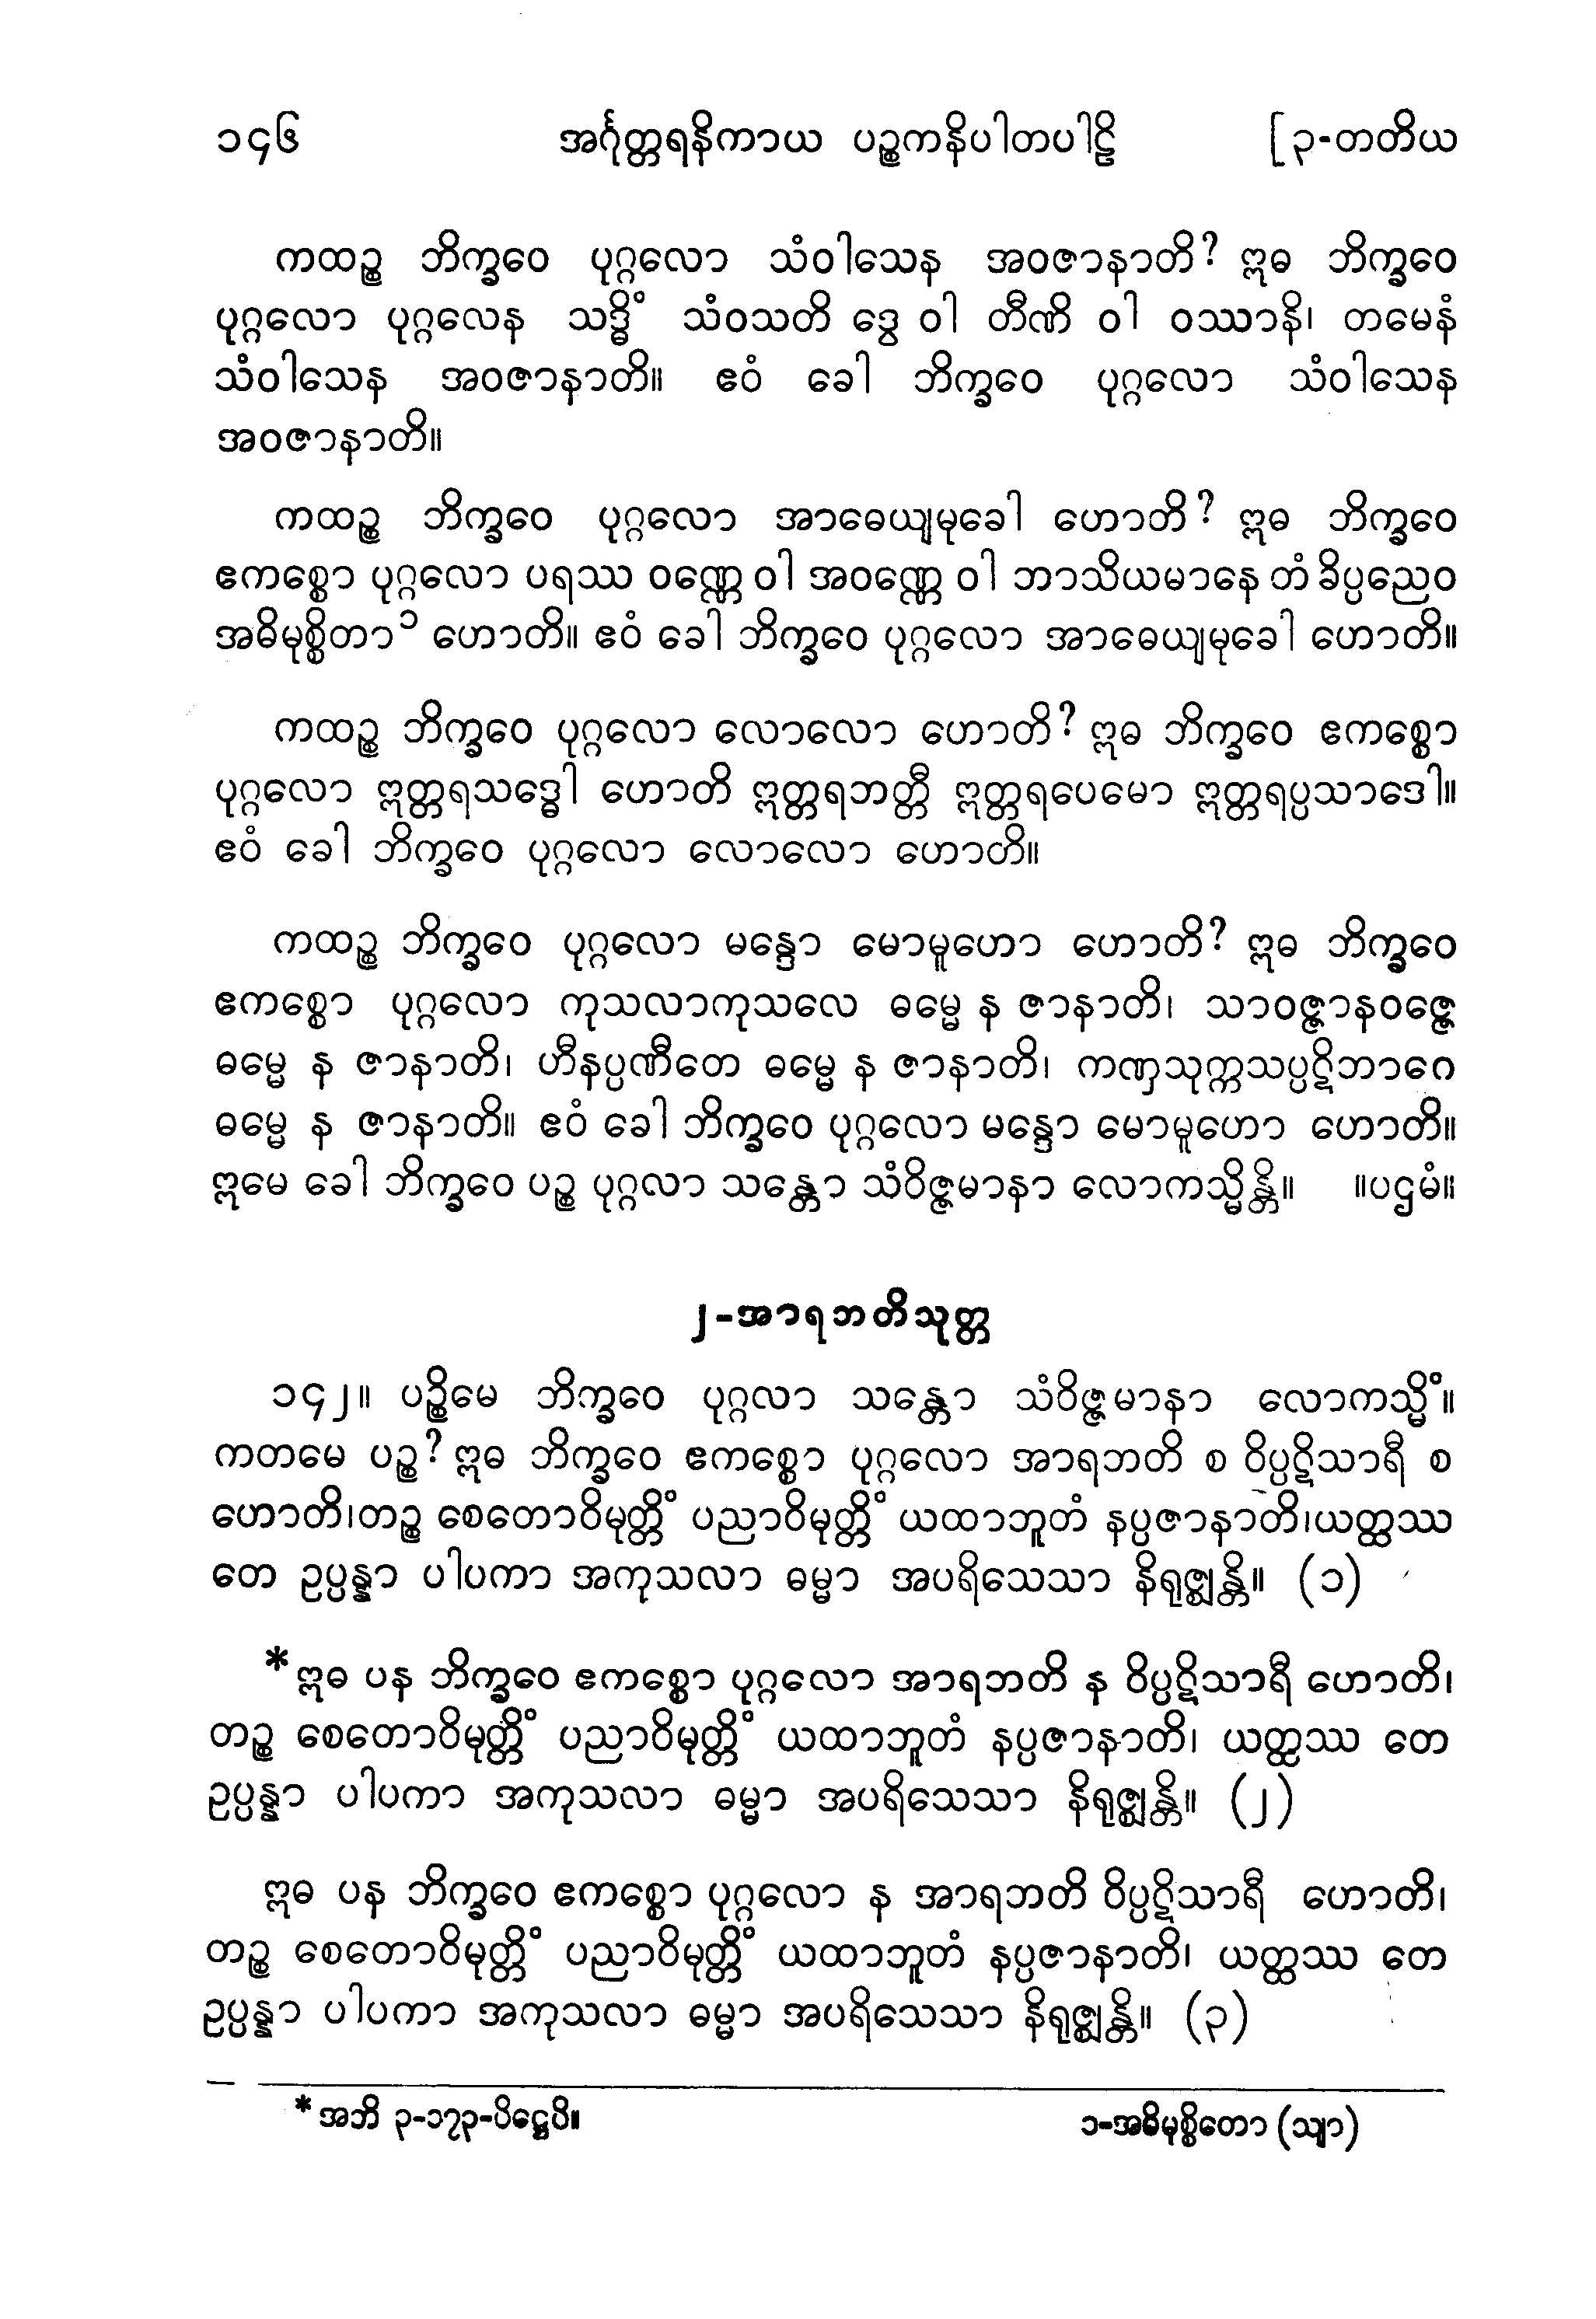 ၁၄၆ အင်္ဂုတ္တရနိကာယ ပဉ္စကနိပါတပါဠိ [၃-တတိယ
ကထဉ္စ ဘိက္ခဝေ ပုဂ္ဂလော သံဝါသေန အဝဇာနာတိ? ဣဓ ဘိက္ခဝေ
ပုဂ္ဂလော ပုဂ္ဂလေန သဒ္ဓိံ သံဝသတိ ဒွေ ဝါ တီဏိ ဝါ ဝဿာနိ၊ တမေနံ
သံဝါသေန အဝဇာနာတိ။ ဧဝံ ခေါ ဘိက္ခဝေ ပုဂ္ဂလော သံဝါသေန
အဝဇာနာတိ။
ကထဉ္စ ဘိက္ခဝေ ပုဂ္ဂလော အာဓေယျမုခေါ ဟောတိ? ဣဓ ဘိက္ခဝေ
ဧကစ္စော ပုဂ္ဂလော ပရဿ ဝဏ္ဏေ ဝါ အဝဏ္ဏေ ဝါ ဘာသိယမာနေ တံ ခိပ္ပညေဝ
အဓိမုစ္စိတာ၁ ဟောတိ။ ဧဝံ ခေါ ဘိက္ခဝေ ပုဂ္ဂလော အာဓေယျမုခေါ ဟောတိ။
ကထဉ္စ ဘိက္ခဝေ ပုဂ္ဂလော လောလော ဟောတိ? ဣဓ ဘိက္ခဝေ ဧကစ္စော
ပုဂ္ဂလော ဣတ္တရသဒ္ဓေါ ဟောတိ ဣတ္တရဘတ္တီ ဣတ္တရပေမော ဣတ္တရပ္ပသာဒေါ။
ဧဝံ ခေါ ဘိက္ခဝေ ပုဂ္ဂလော လောလော ဟောတိ။
ကထဉ္စ ဘိက္ခဝေ ပုဂ္ဂလော မန္ဒော မောမူဟော ဟောတိ? ဣဓ ဘိက္ခဝေ
ဧကစ္စော ပုဂ္ဂလော ကုသလာကုသလေ ဓမ္မေ န ဇာနာတိ၊ သာဝဇ္ဇာနဝဇ္ဇေ
ဓမ္မေ န ဇာနာတိ၊ ဟီနပ္ပဏီတေ ဓမ္မေ န ဇာနာတိ၊ ကဏှသုက္ကသပ္ပဋိဘာဂေ
ဓမ္မေ န ဇာနာတိ။ ဧဝံ ခေါ ဘိက္ခဝေ ပုဂ္ဂလော မန္ဒော မောမူဟော ဟောတိ။
ဣမေ ခေါ ဘိက္ခဝေ ပဉ္စ ပုဂ္ဂလာ သန္တော သံဝိဇ္ဇမာနာ လောကသ္မိန္တိ။ ။ပဌမံ။
၂-အာရဘတိသုတ္တ
၁၄၂။ ပဉ္စိမေ ဘိက္ခဝေ ပုဂ္ဂလာ သန္တော သံဝိဇ္ဇမာနာ လောကသ္မိံ။
ကတမေ ပဉ္စ? ဣဓ ဘိက္ခဝေ ဧကစ္စော ပုဂ္ဂလော အာရဘတိ စ ဝိပ္ပဋိသာရီ စ
ဟောတိ၊တဉ္စ စေတောဝိမုတ္တိံ ပညာဝိမုတ္တိံ ယထာဘူတံ နပ္ပဇာနာတိ၊ယတ္ထဿ
တေ ဥပ္ပန္နာ ပါပကာ အကုသလာ ဓမ္မာ အပရိသေသာ နိရုဇ္ဈန္တိ။ (၁)
*ဣဓ ပန ဘိက္ခဝေ ဧကစ္စော ပုဂ္ဂလော အာရဘတိ န ဝိပ္ပဋိသာရီ ဟောတိ၊
တဉ္စ စေတောဝိမုတ္တိံ ပညာဝိမုတ္တိံ ယထာဘူတံ နပ္ပဇာနာတိ၊ ယတ္ထဿ တေ
ဥပ္ပန္နာ ပါပကာ အကုသလာ ဓမ္မာ အပရိသေသာ နိရုဇ္ဈန္တိ။ (၂)
ဣဓ ပန ဘိက္ခဝေ ဧကစ္စော ပုဂ္ဂလော န အာရဘတိ ဝိပ္ပဋိသာရီ ဟောတိ၊
တဉ္စ စေတောဝိမုတ္တိံ ပညာဝိမုတ္တိံ ယထာဘူတံ နပ္ပဇာနာတိ၊ ယတ္ထဿ တေ
ဥပ္ပန္နာ ပါပကာ အကုသလာ ဓမ္မာ အပရိသေသာ နိရုဇ္ဈန္တိ။ (၃)
*အဘိ ၃-၁၇၃-ပိဋ္ဌေပိ။ ၁-အဓိမုစ္စိတော (သျာ)